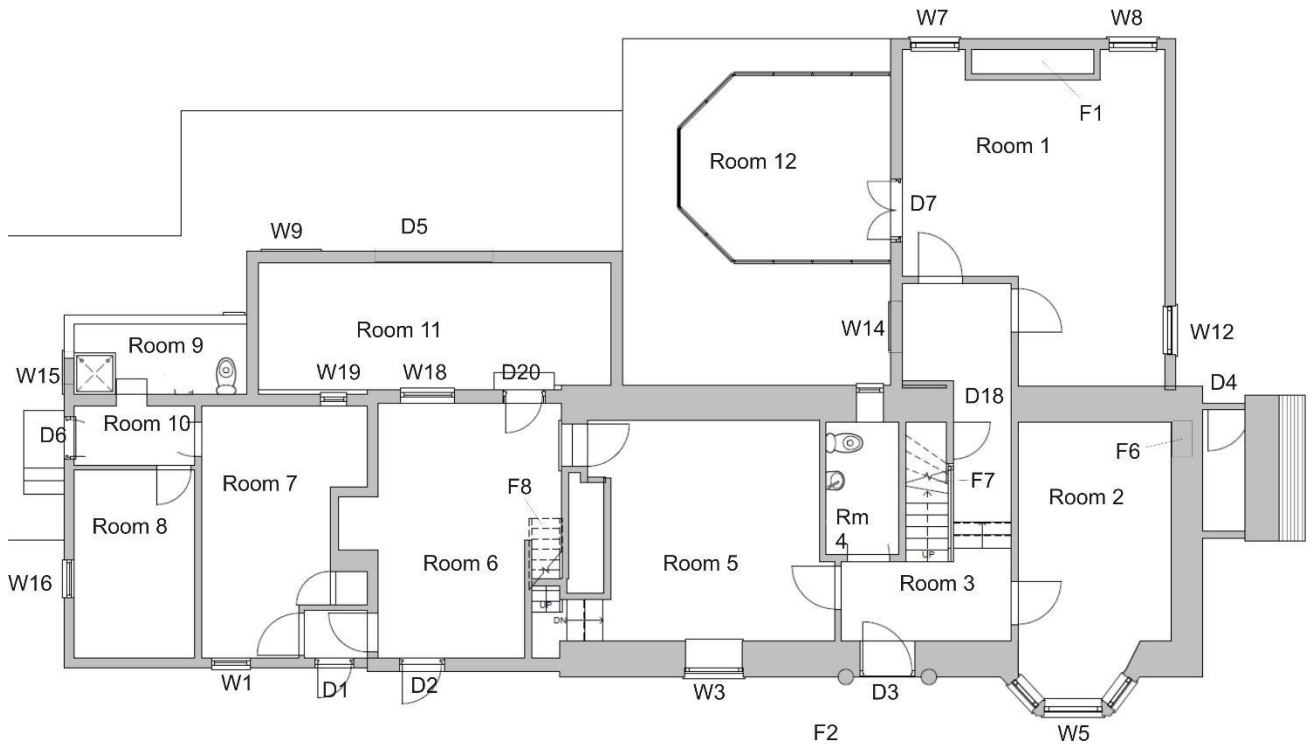 W7
W8
F1
Room 1
Room 12
D7
W9
D5
Room 11
W14
W12
Room 9
W15
W19
W18
D20
D18
D4
Room 10
D6
F6
Room 7
F8
F7
Room 2
Room 8
Rm
4
Room 6
Room 5
UP
Room 3
W16
UP
DN
W1
D1
D2
W3
D3
F2
W5